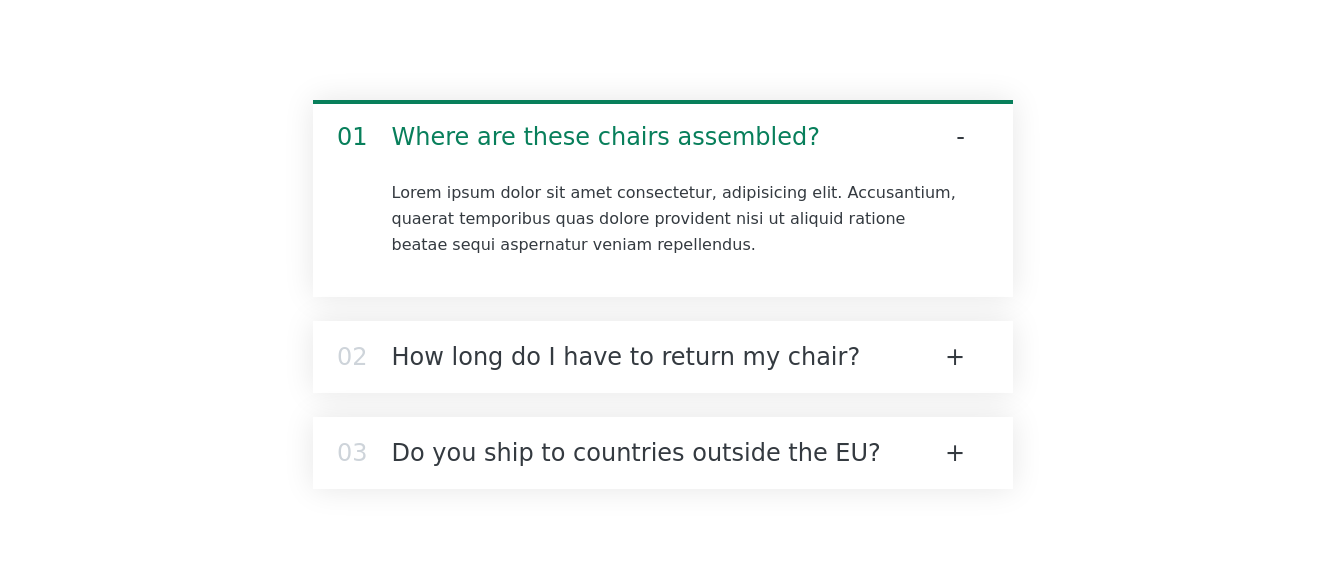 01 Where are these chairs assembled? -
Lorem ipsum dolor sit amet consectetur, adipisicing elit. Accusantium,
quaerat temporibus quas dolore provident nisi ut aliquid ratione
beatae sequi aspernatur veniam repellendus.
02 How long do I have to return my chair? +
03 Do you ship to countries outside the EU? +